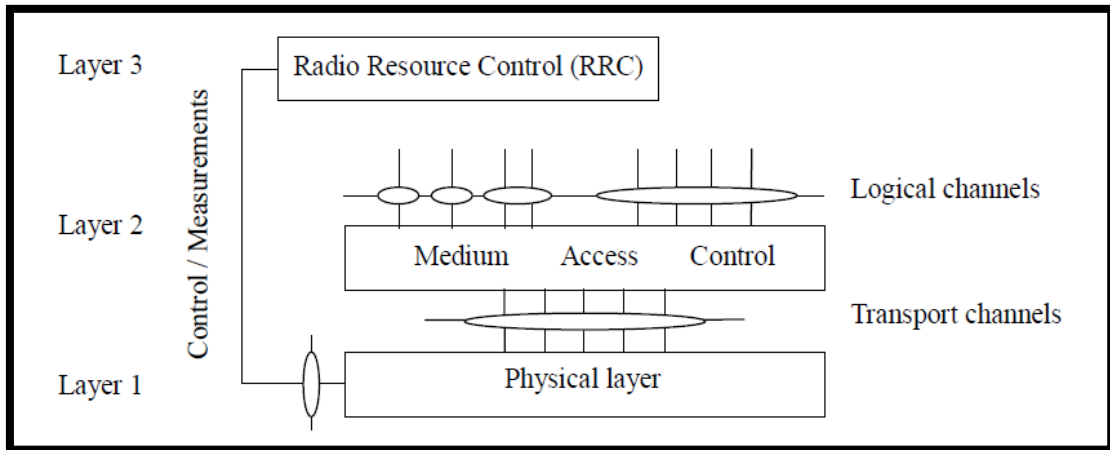 Layer 3
Radio Resource Control (RRC)
Control / Measurements
Logical channels
Layer 2
Medium Access Control
Transport channels
Layer 1
Physical layer